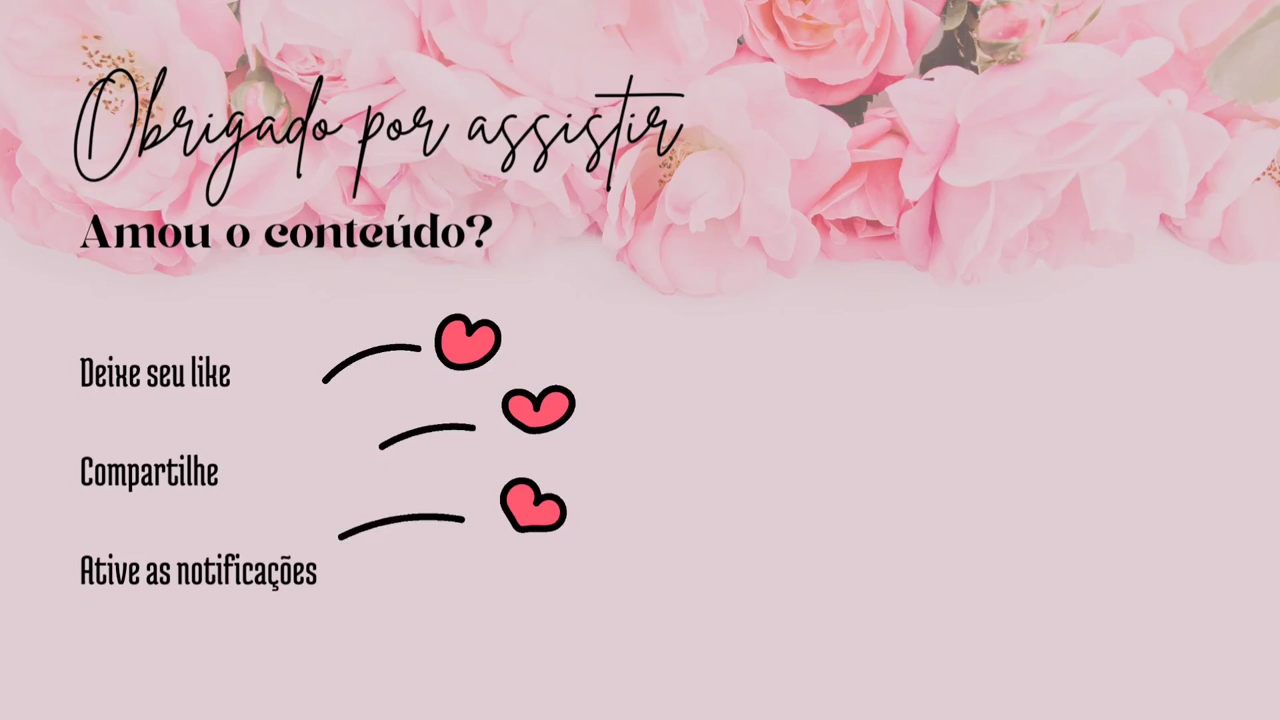 Obrigado por assistir
Amou o conteúdo?
Deixe seu like
Compartilhe
Ative as notificações